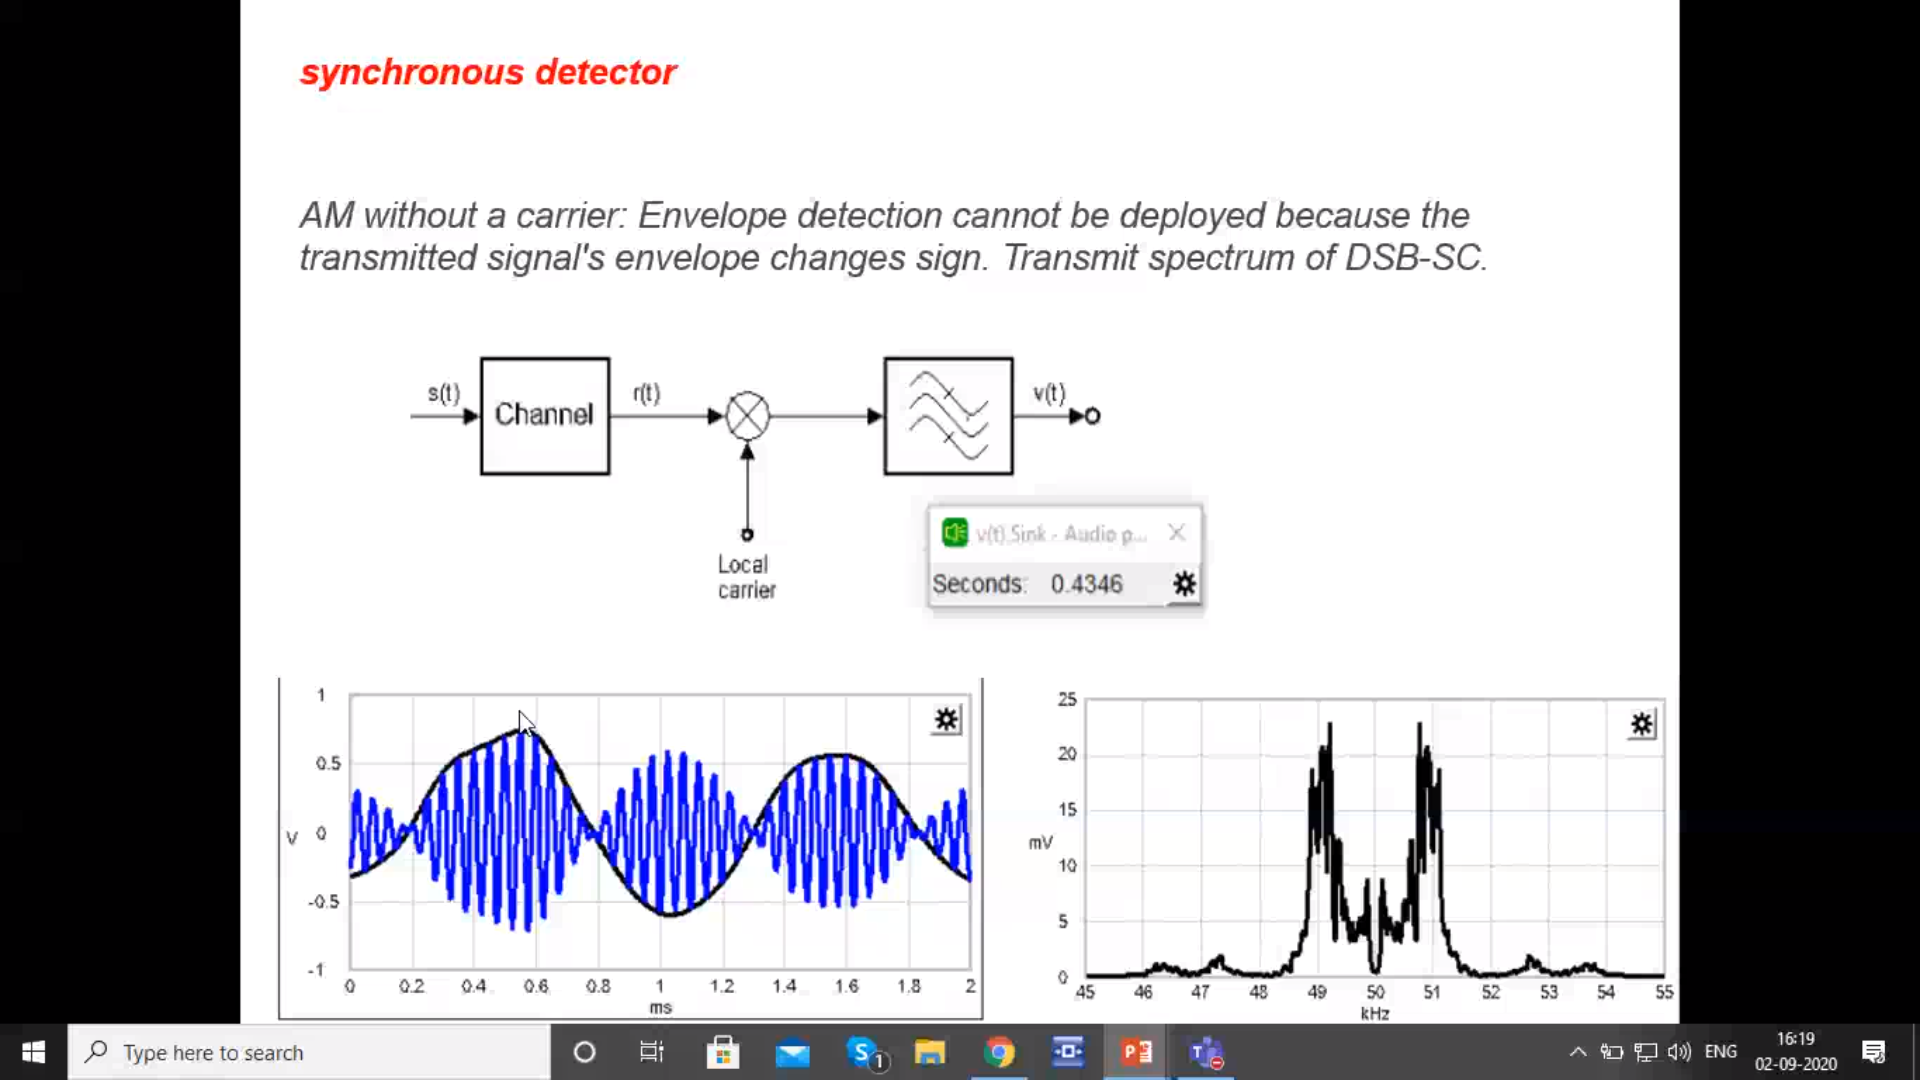 synchronous detector
AM without a carrier: Envelope detection cannot be deployed because the
transmitted signal's envelope changes sign. Transmit spectrum of DSB-SC.
s(t)
Channel
r(t)
v(t)
Local
carrier
v(t) Sink - Audio p...
Seconds: 0.4346
1
0.5
V 0
-0.5
-1
0 0.2 0.4 0.6 0.8 1 1.2 1.4 1.6 1.8 2
ms
25
20
15
mV
10
5
0
45 46 47 48 49 50 51 52 53 54 55
kHz
Type here to search
S 1
P
T
ENG
16:19
02-09-2020